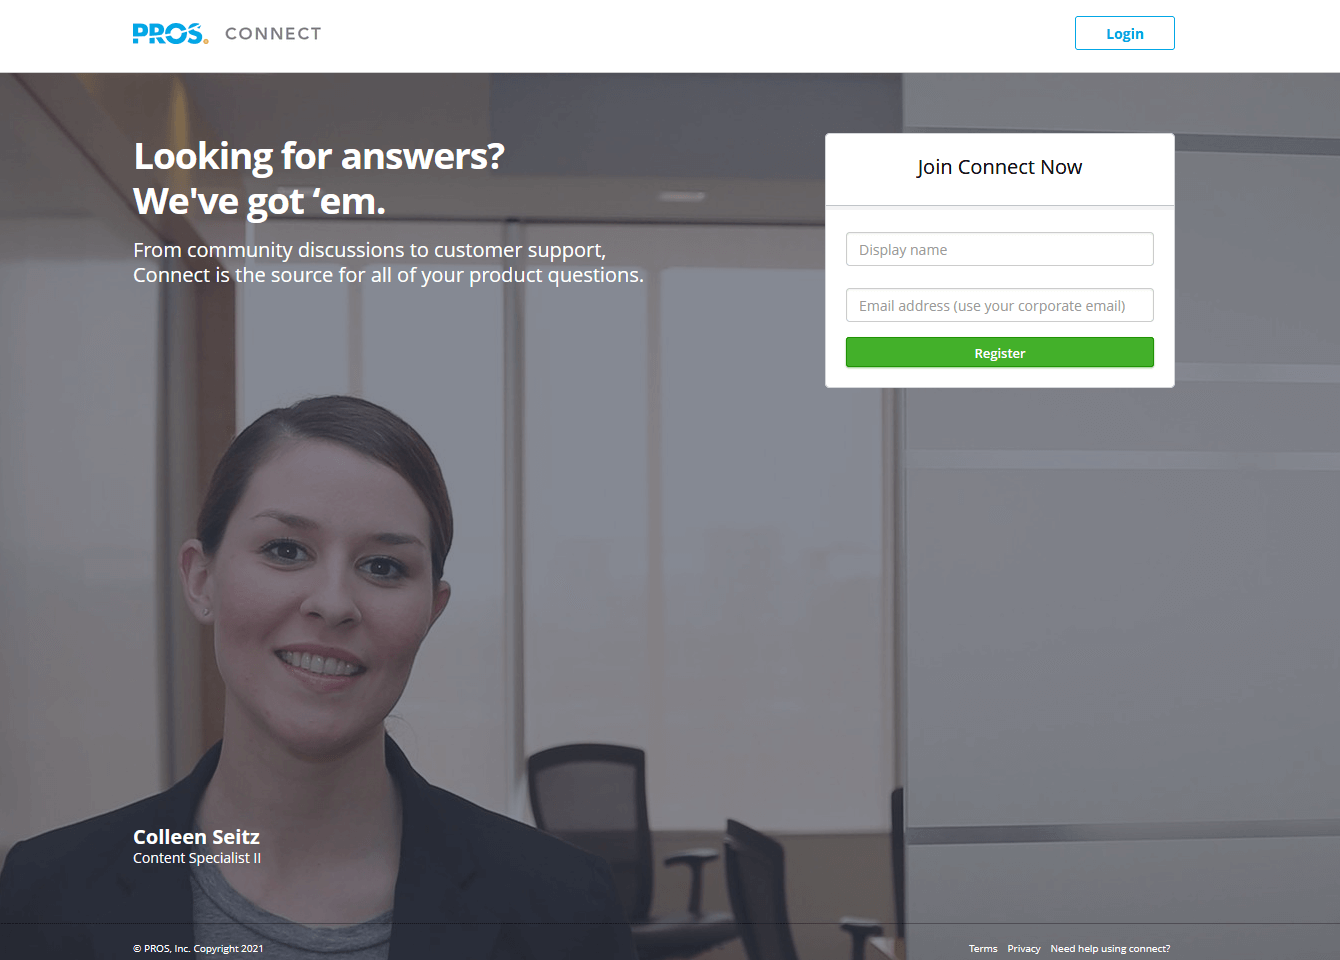 PROS. CONNECT
Login
Looking for answers?
We've got ‘em.
From community discussions to customer support,
Connect is the source for all of your product questions.
Join Connect Now
Display name
Email address (use your corporate email)
Register
Colleen Seitz
Content Specialist II
© PROS, Inc. Copyright 2021
Terms Privacy Need help using connect?